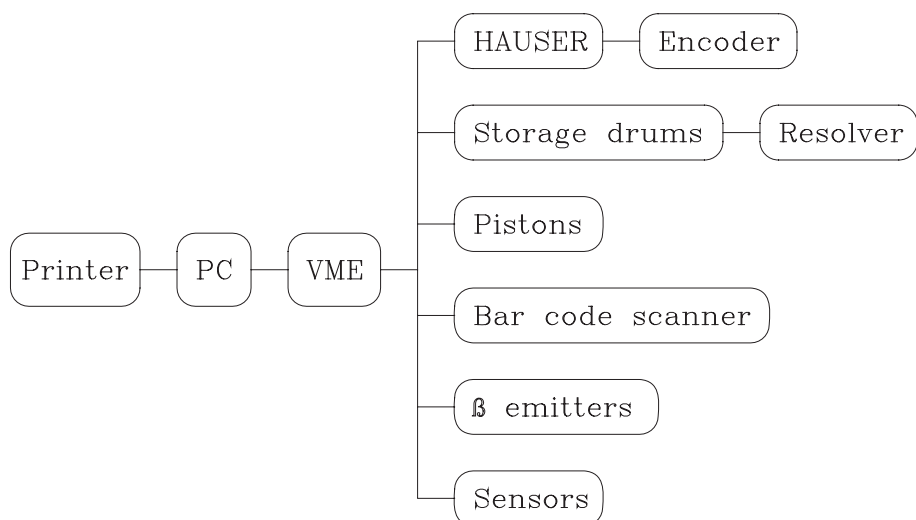 HAUSER
Encoder
Storage drums
Resolver
Pistons
Printer
PC
VME
Bar code scanner
ß emitters
Sensors